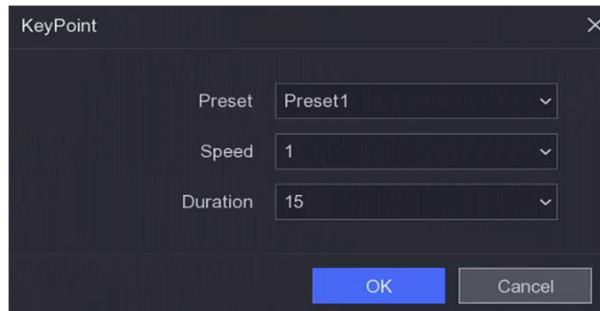 KeyPoint
Preset Preset1
Speed 1
Duration 15
OK Cancel